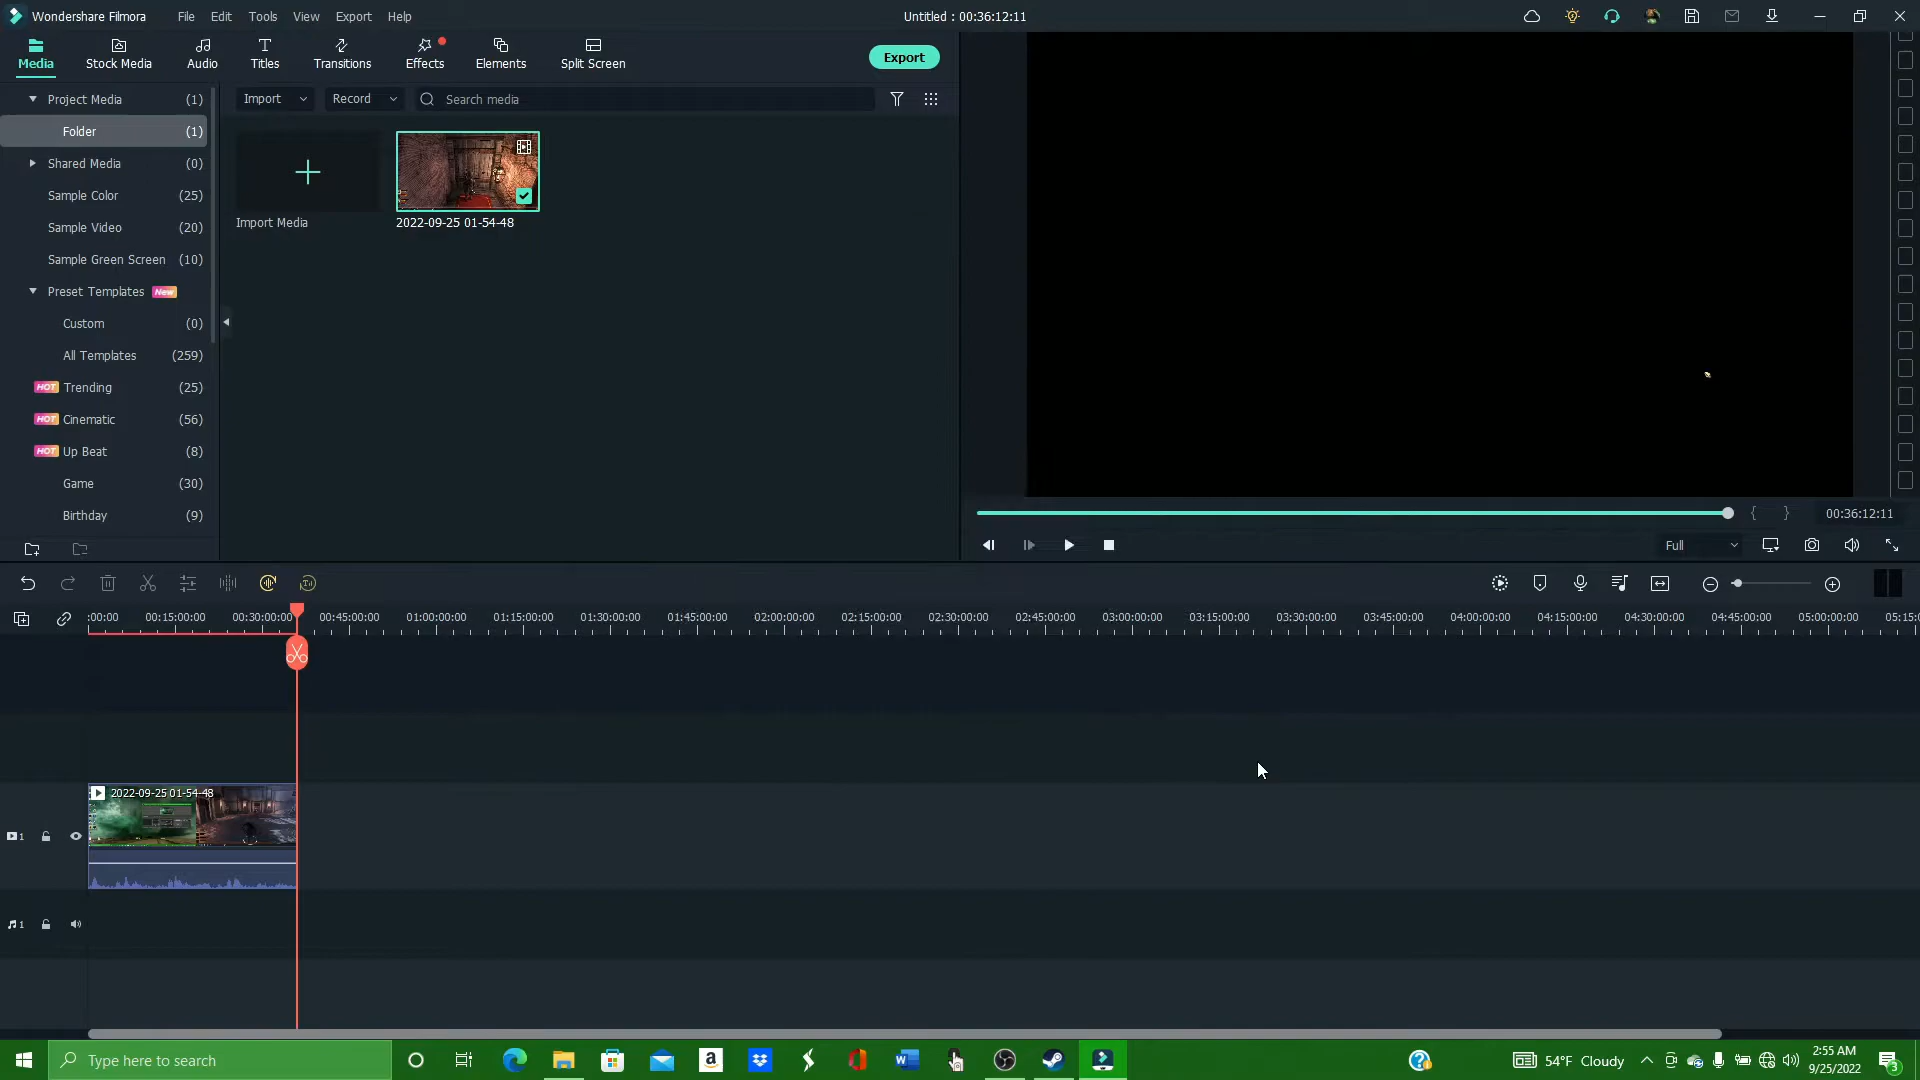 Wondershare Filmora
File Edit Tools View Export Help
Untitled : 00:36:12:11
Media Stock Media Audio Titles Transitions Effects Elements Split Screen
Export
Project Media (1)
Folder (1)
Shared Media (0)
Sample Color (25)
Sample Video (20)
Sample Green Screen (10)
Preset Templates New
Custom (0)
All Templates (259)
HOT Trending (25)
HOT Cinematic (56)
HOT Up Beat (8)
Game (30)
Birthday (9)
Import Record Search media
Import Media
2022-09-25 01-54-48
{ } 00:36:12:11
Full
:00:00 00:15:00:00 00:30:00:00 00:45:00:00 01:00:00:00 01:15:00:00 01:30:00:00 01:45:00:00 02:00:00:00 02:15:00:00 02:30:00:00 02:45:00:00 03:00:00:00 03:15:00:00 03:30:00:00 03:45:00:00 04:00:00:00 04:15:00:00 04:30:00:00 04:45:00:00 05:00:00:00 05:15:0
2022-09-25 01-54-48
1
1
Type here to search
54°F Cloudy
2:55 AM
9/25/2022
3